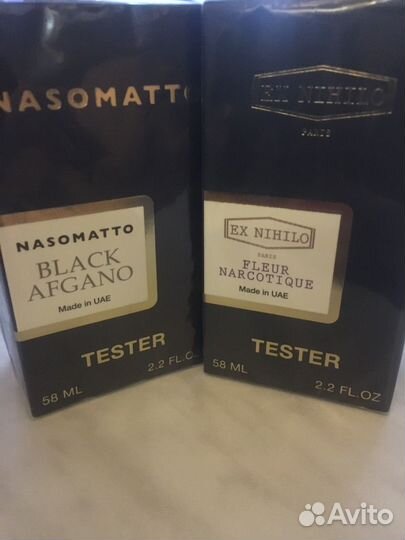 NASOMATTO
NASOMATTO
BLACK
AFGANO
Made in UAE
TESTER
58 ML
2.2 FL.O
EX NIHILO
PARIS
EX NIHILO
PARIS
FLEUR
NARCOTIQUE
Made in UAE
TESTER
58 ML
2.2 FL.OZ
Avito